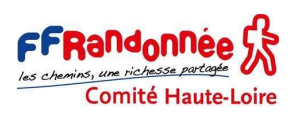 FFRandonnée
les chemins, une richesse partagée
Comité Haute-Loire